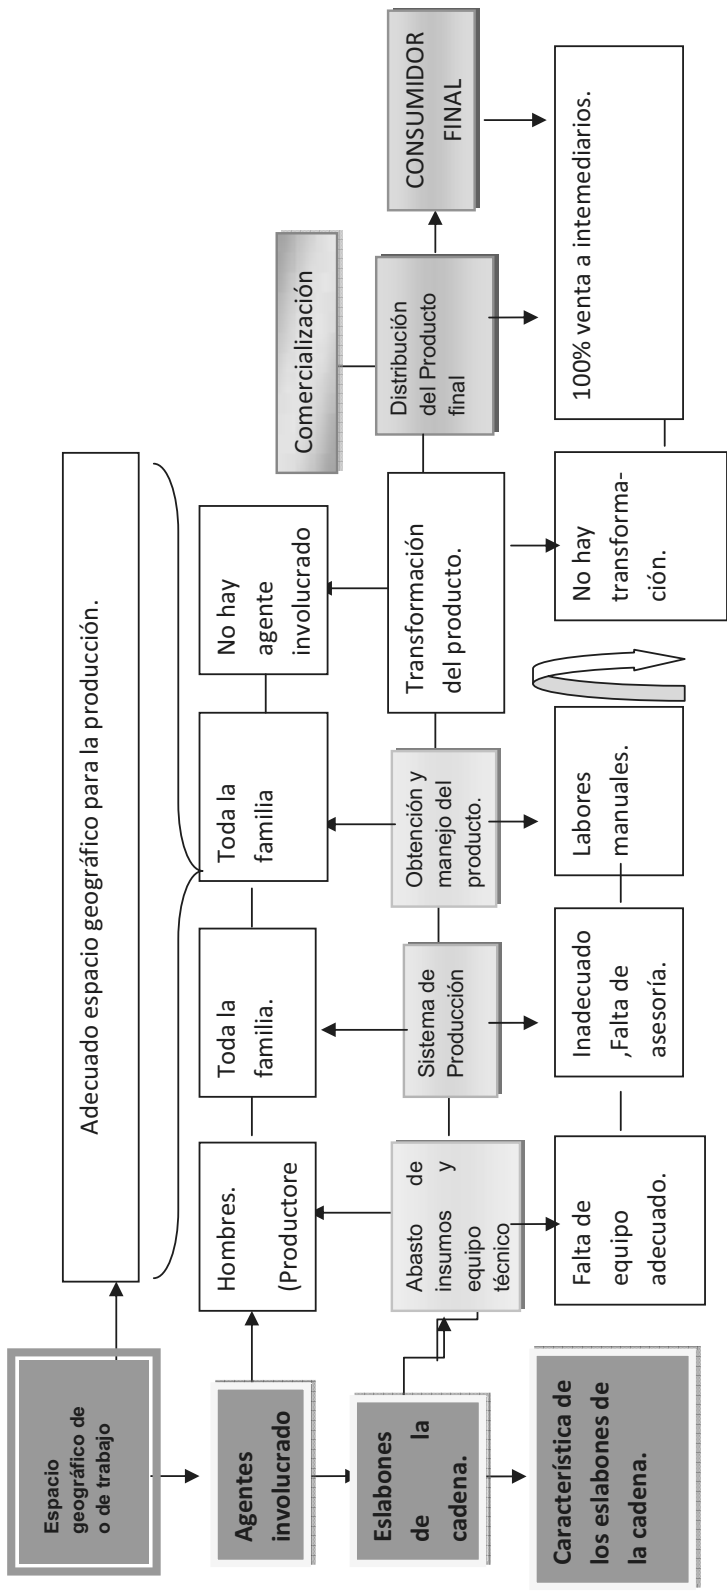 Espacio
geográfico de
o de trabajo
Adecuado espacio geográfico para la producción.
Agentes
involucrado
Hombres.
(Productore
Toda la
familia.
Toda la
familia
No hay
agente
involucrado
Comercialización
Eslabones
de la
cadena.
Abasto de
insumos y
equipo
técnico
Sistema de
Producción
Obtención y
manejo del
producto.
Transformación
del producto.
Distribución
del Producto
final
CONSUMIDOR
FINAL
Característica de
los eslabones de
la cadena.
Falta de
equipo
adecuado.
Inadecuado
,Falta de
asesoría.
Labores
manuales.
No hay
transforma-
ción.
100% venta a intemediarios.